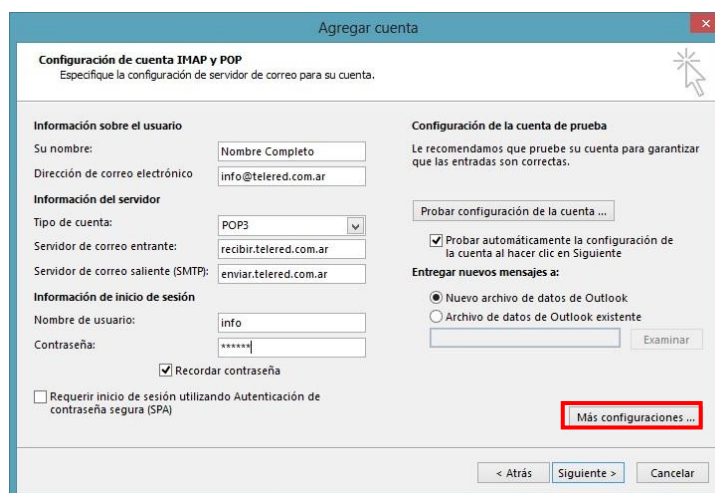 Agregar cuenta
Configuración de cuenta IMAP y POP
Especifique la configuración de servidor de correo para su cuenta.
Información sobre el usuario
Su nombre:
Nombre Completo
Dirección de correo electrónico
info@telered.com.ar
Información del servidor
Tipo de cuenta:
POP3
Servidor de correo entrante:
recibir.telered.com.ar
Servidor de correo saliente (SMTP):
enviar.telered.com.ar
Información de inicio de sesión
Nombre de usuario:
info
Contraseña:
******
Recordar contraseña
Requerir inicio de sesión utilizando Autenticación de
contraseña segura (SPA)
Configuración de la cuenta de prueba
Le recomendamos que pruebe su cuenta para garantizar
que las entradas son correctas.
Probar configuración de la cuenta ...
Probar automáticamente la configuración de
la cuenta al hacer clic en Siguiente
Entregar nuevos mensajes a:
Nuevo archivo de datos de Outlook
Archivo de datos de Outlook existente
Examinar
Más configuraciones ...
< Atrás
Siguiente >
Cancelar